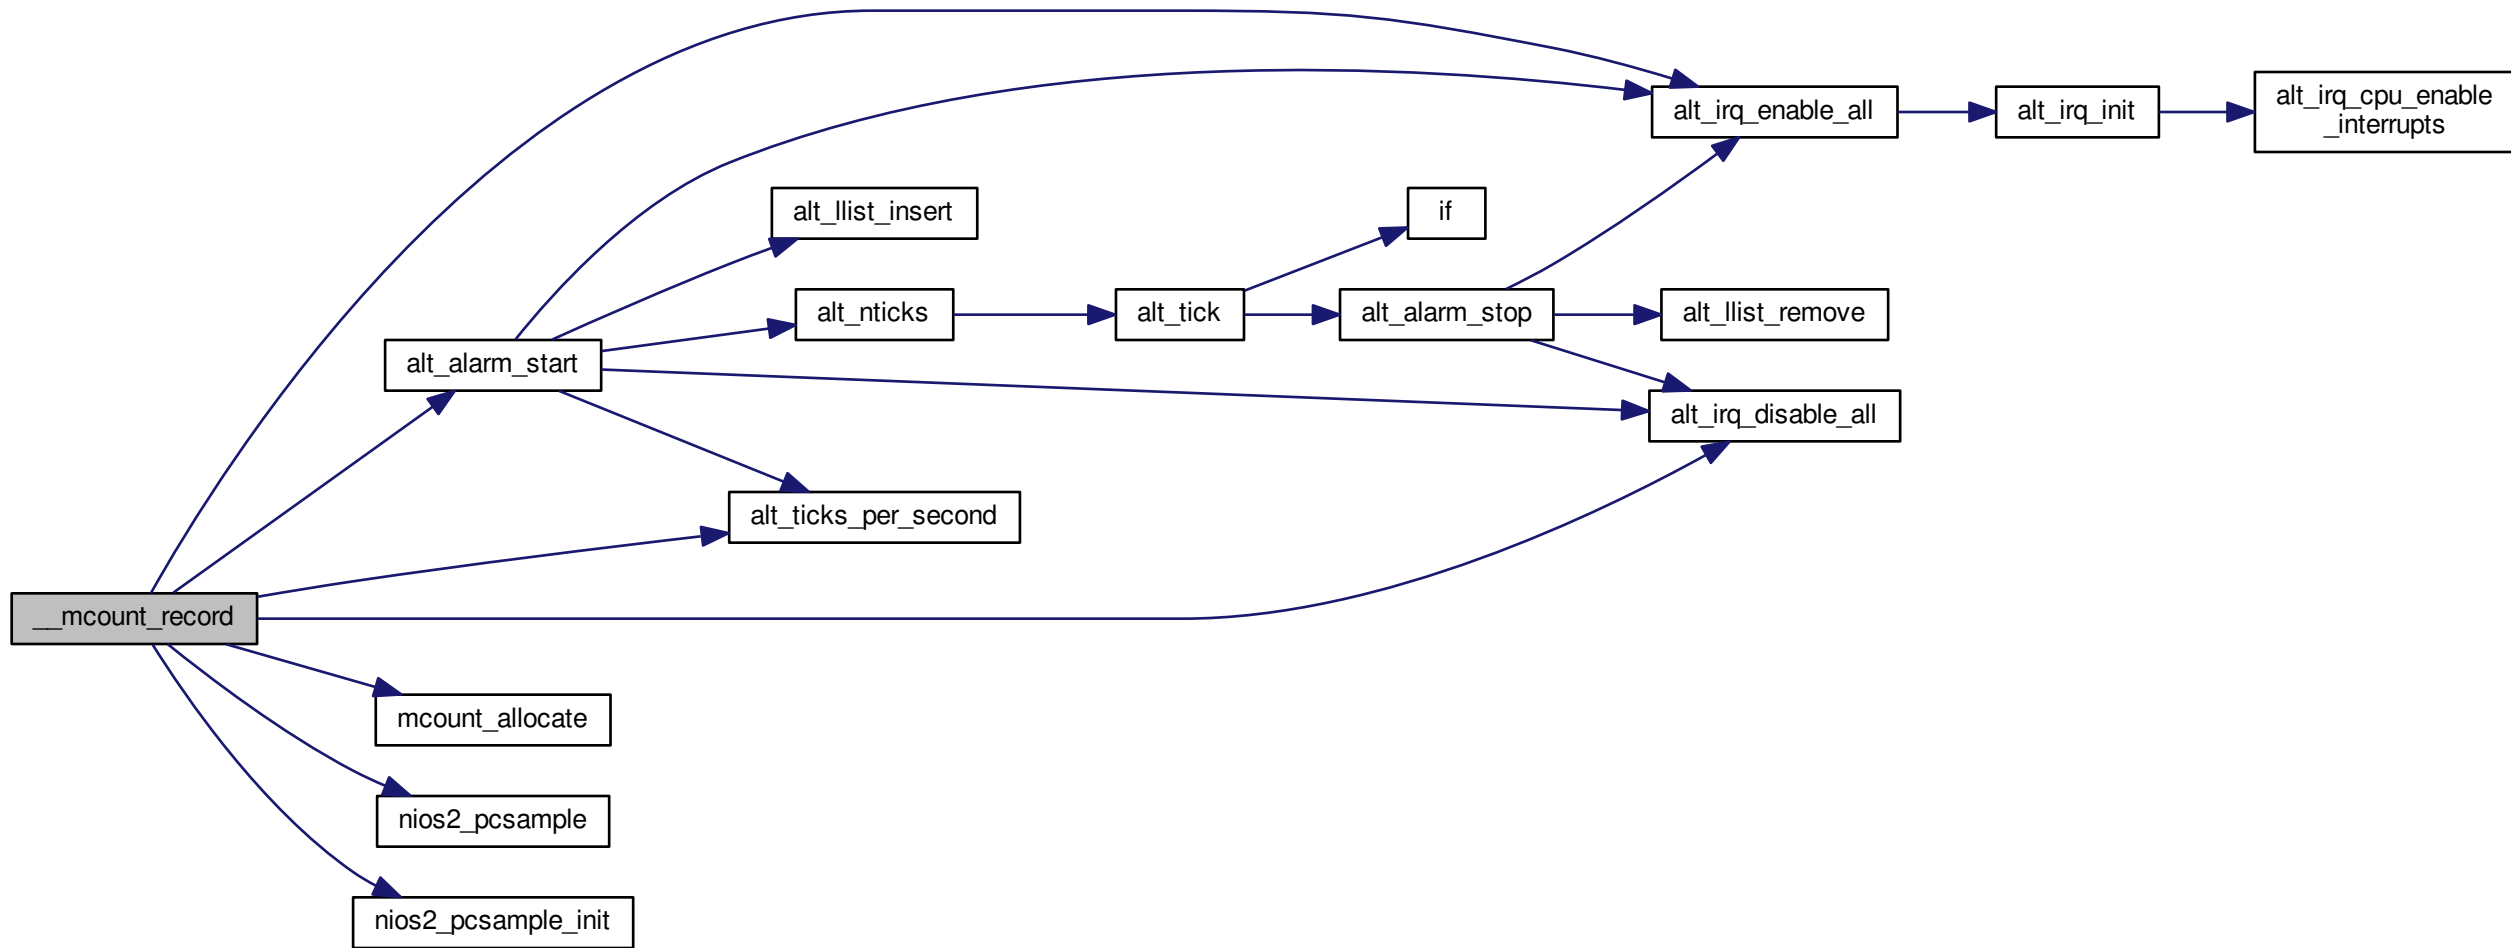 alt_irq_enable_all
alt_irq_init
alt_irq_cpu_enable
_interrupts
alt_llist_insert
if
alt_nticks
alt_tick
alt_alarm_stop
alt_llist_remove
alt_alarm_start
alt_irq_disable_all
alt_ticks_per_second
__mcount_record
mcount_allocate
nios2_pcsample
nios2_pcsample_init